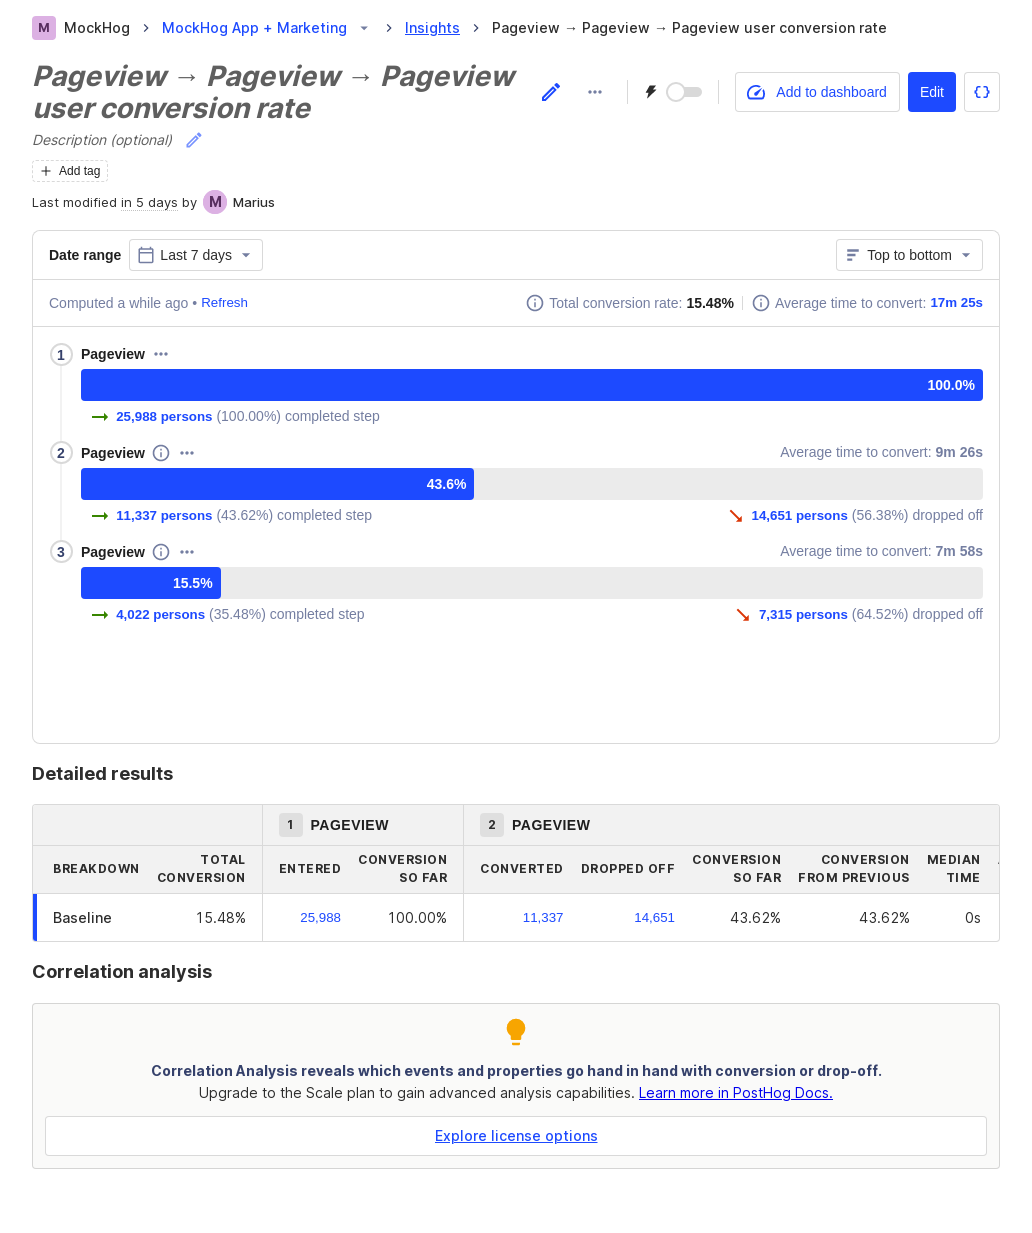 M MockHog > MockHog App + Marketing > Insights > Pageview → Pageview → Pageview user conversion rate
Pageview → Pageview → Pageview
user conversion rate
Add to dashboard
Edit
Description (optional)
+ Add tag
Last modified in 5 days by M Marius
Date range Last 7 days Top to bottom
Computed a while ago • Refresh Total conversion rate: 15.48% Average time to convert: 17m 25s
1 Pageview
100.0%
25,988 persons (100.00%) completed step
2 Pageview Average time to convert: 9m 26s
43.6%
11,337 persons (43.62%) completed step 14,651 persons (56.38%) dropped off
3 Pageview Average time to convert: 7m 58s
15.5%
4,022 persons (35.48%) completed step 7,315 persons (64.52%) dropped off
Detailed results
1 PAGEVIEW 2 PAGEVIEW
BREAKDOWN TOTAL CONVERSION ENTERED CONVERSION SO FAR CONVERTED DROPPED OFF CONVERSION SO FAR CONVERSION FROM PREVIOUS MEDIAN TIME
Baseline 15.48% 25,988 100.00% 11,337 14,651 43.62% 43.62% 0s
Correlation analysis
Correlation Analysis reveals which events and properties go hand in hand with conversion or drop-off.
Upgrade to the Scale plan to gain advanced analysis capabilities. Learn more in PostHog Docs.
Explore license options